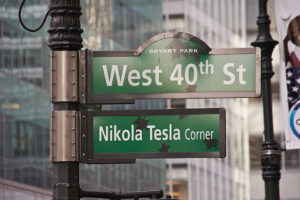 BRYANT PARK
West 40th St
Nikola Tesla Corner